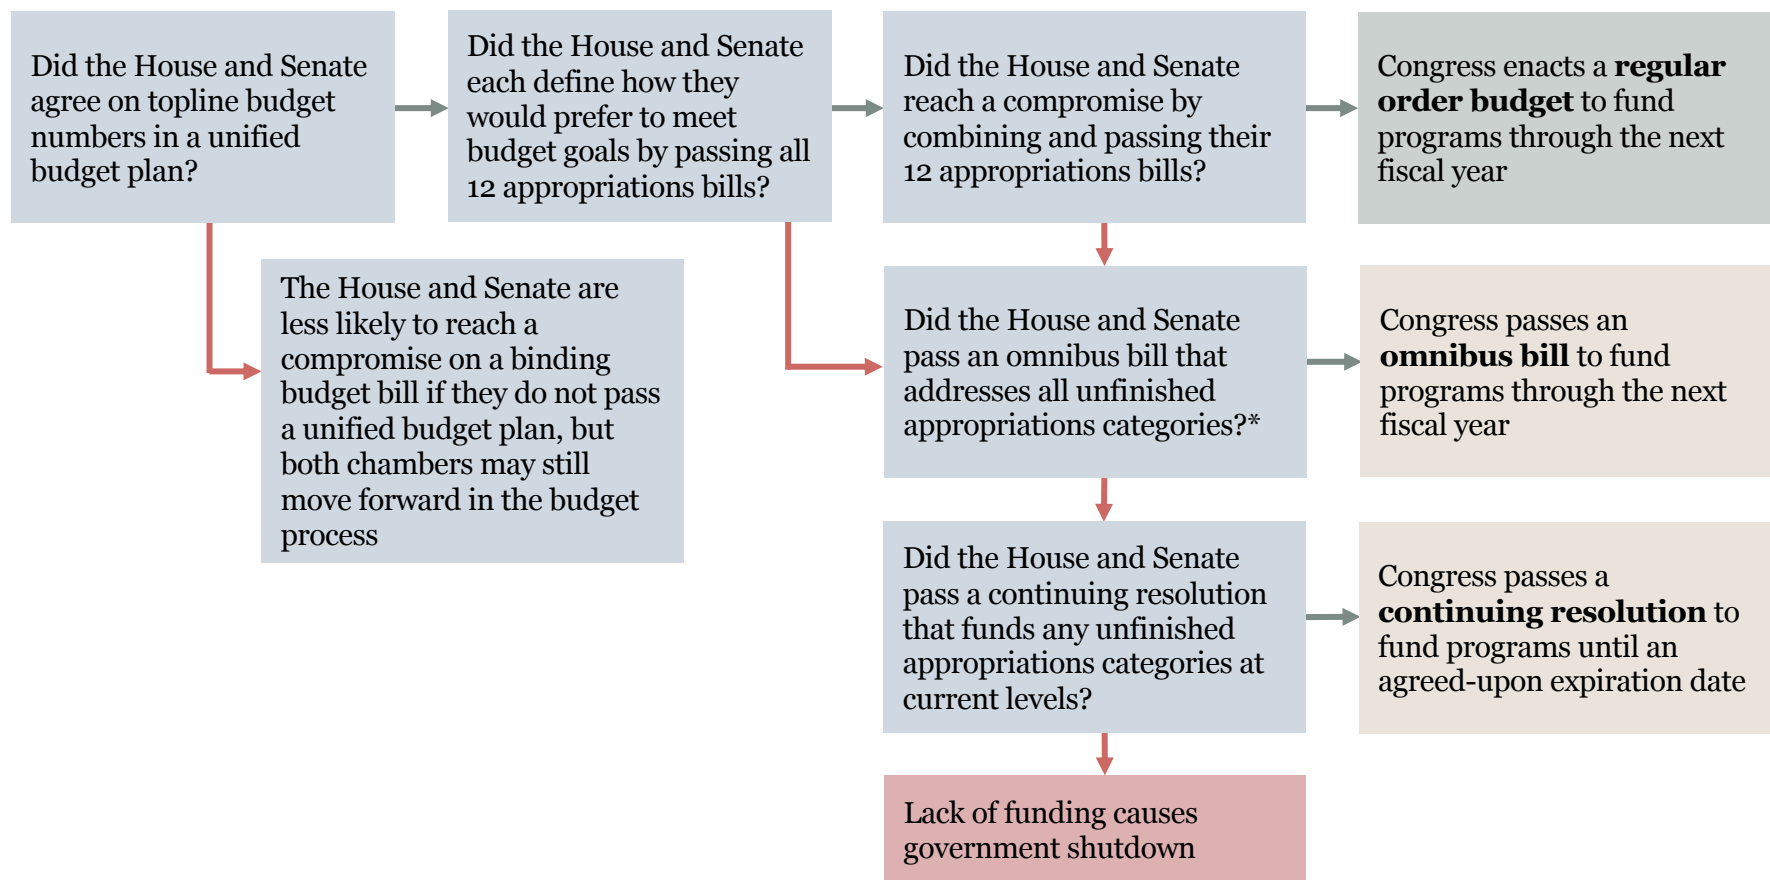 Did the House and Senate
agree on topline budget
numbers in a unified
budget plan?
Did the House and Senate
each define how they
would prefer to meet
budget goals by passing all
12 appropriations bills?
Did the House and Senate
reach a compromise by
combining and passing their
12 appropriations bills?
Congress enacts a regular
order budget to fund
programs through the next
fiscal year
The House and Senate are
less likely to reach a
compromise on a binding
budget bill if they do not pass
a unified budget plan, but
both chambers may still
move forward in the budget
process
Did the House and Senate
pass an omnibus bill that
addresses all unfinished
appropriations categories?*
Congress passes an
omnibus bill to fund
programs through the next
fiscal year
Did the House and Senate
pass a continuing resolution
that funds any unfinished
appropriations categories at
current levels?
Congress passes a
continuing resolution to
fund programs until an
agreed-upon expiration date
Lack of funding causes
government shutdown